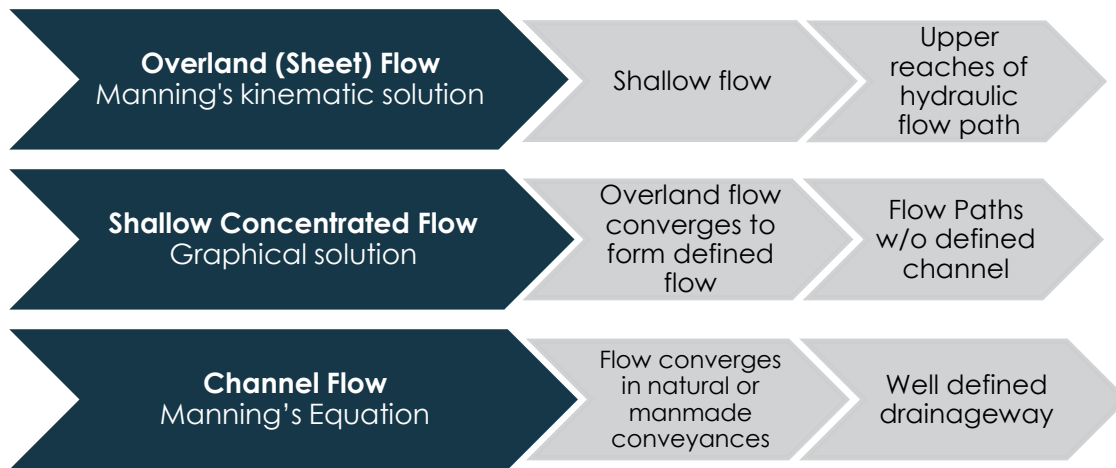 Overland (Sheet) Flow
Manning's kinematic solution
Shallow flow
Upper
reaches of
hydraulic
flow path
Shallow Concentrated Flow
Graphical solution
Overland flow
converges to
form defined
flow
Flow Paths
w/o defined
channel
Channel Flow
Manning’s Equation
Flow converges
in natural or
manmade
conveyances
Well defined
drainageway